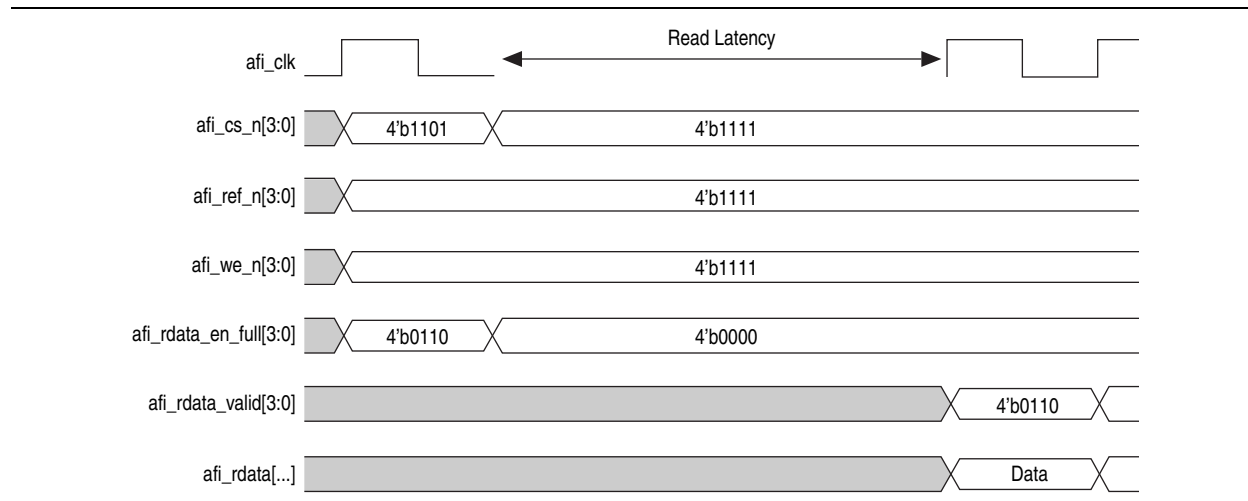 Read Latency
afi_clk
afi_cs_n[3:0] 4'b1101 4'b1111
afi_ref_n[3:0] 4'b1111
afi_we_n[3:0] 4'b1111
afi_rdata_en_full[3:0] 4'b0110 4'b0000
afi_rdata_valid[3:0] 4'b0110
afi_rdata[...] Data